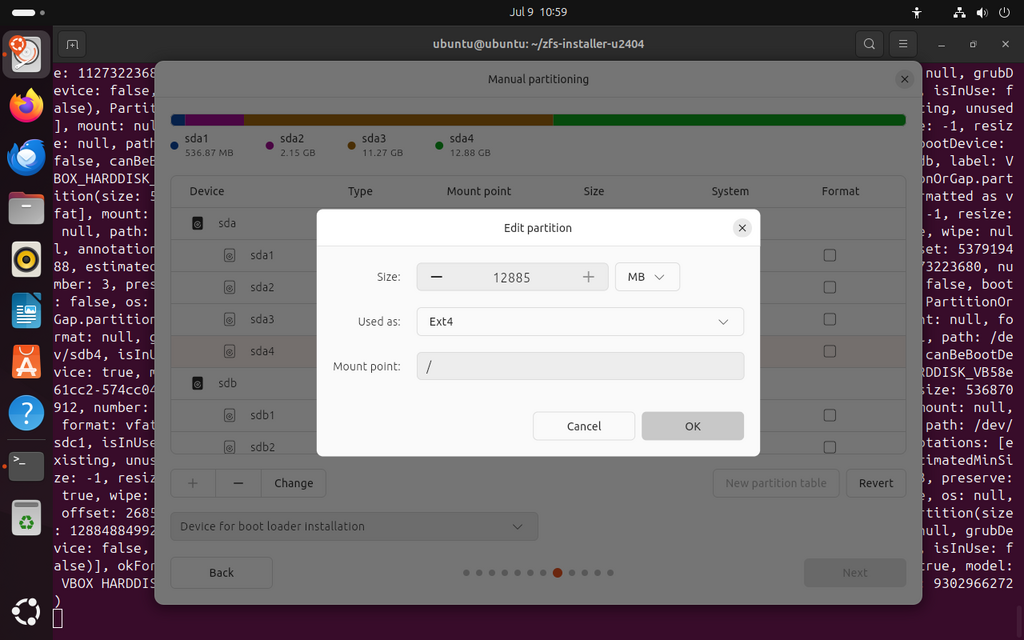 Jul 9 10:59
ubuntu@ubuntu: ~/zfs-installer-u2404
Manual partitioning
sda1
536.87 MB
sda2
2.15 GB
sda3
11.27 GB
sda4
12.88 GB
Device Type Mount point Size System Format
sda
sda1
sda2
sda3
sda4
sdb
sdb1
sdb2
Edit partition
Size: 12885 MB
Used as: Ext4
Mount point: /
Cancel OK
Change New partition table Revert
Device for boot loader installation
Back Next
e: 1127322368
evice: false,
alse), Partit
], mount: nul
e: null, path
false, canBeB
BOX_HARDDISK_
ition(size: 5
fat], mount:
null, path:
l, annotation
88, estimated
mber: 3, pres
: false, os:
Gap.partition
rmat: null, g
v/sdb4, isInU
vice: true, m
61cc2-574cc04
912, number:
format: vfat
sdc1, isInUse
xisting, unus
ze: -1, resiz
true, wipe:
offset: 2685
: 12884884992
vice: false,
alse)], okFor
VBOX HARDDIS
)
null, grubD
isInUse: f
ting, unused
: -1, resize
bootDevice:
db, label: V
onOrGap.part
rmatted as v
-1, resize:
, wipe: nul
set: 5379194
73223680, nu
false, boot
PartitionOr
nt: null, fo
l, path: /de
canBeBootDe
RDDISK_VB58e
size: 536870
mount: null,
path: /dev/
otations: [e
timatedMinSi
3, preserve:
e, os: null,
rtition(size
null, grubDe
isInUse: f
true, model:
9302966272